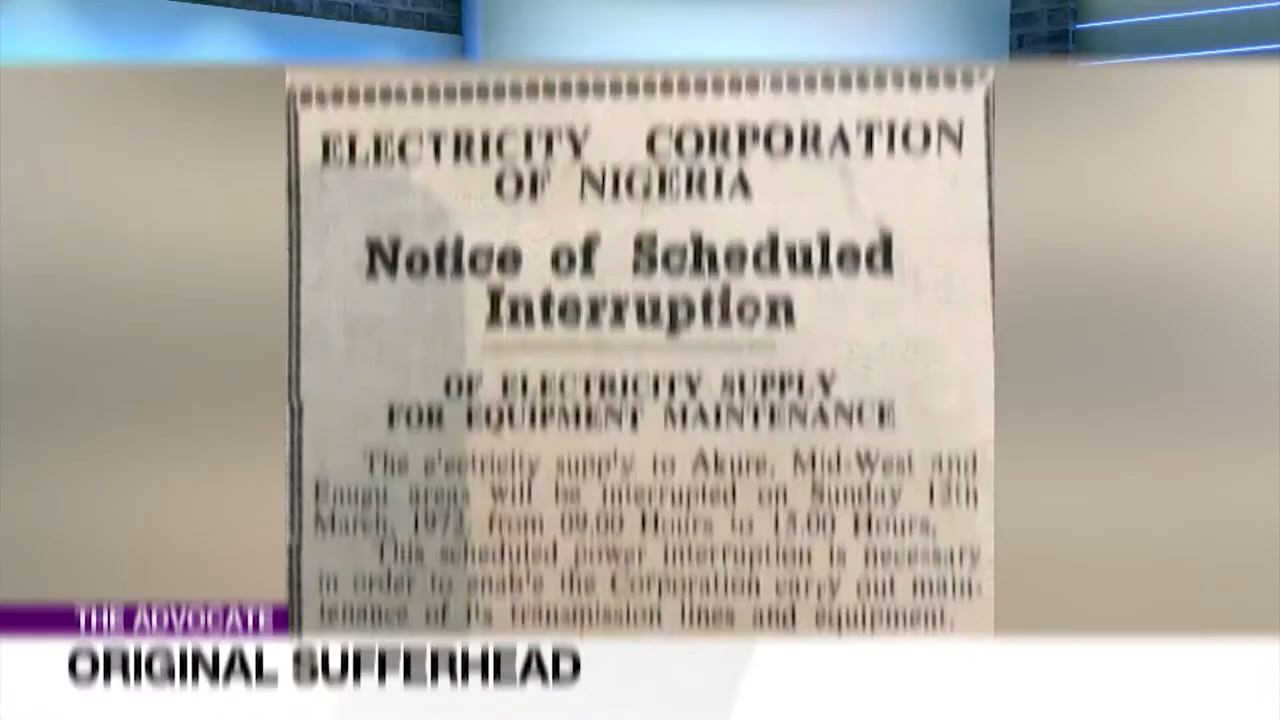 ELECTRICITY CORPORATION
OF NIGERIA
Notice of Scheduled
Interruption
OF ELECTRICITY SUPPLY
FOR EQUIPMENT MAINTENANCE
The electricity supply to Akure, Mid-West and
Enugu areas will be interrupted on Sunday 12th
March, 1972 from 09.00 Hours to Hours.
This scheduled power interruption is necessary
in order to enable the Corporation carry out main-
tenance of its transmission lines and equipment.
THE ADVOCATE
ORIGINAL SUFFERHEAD